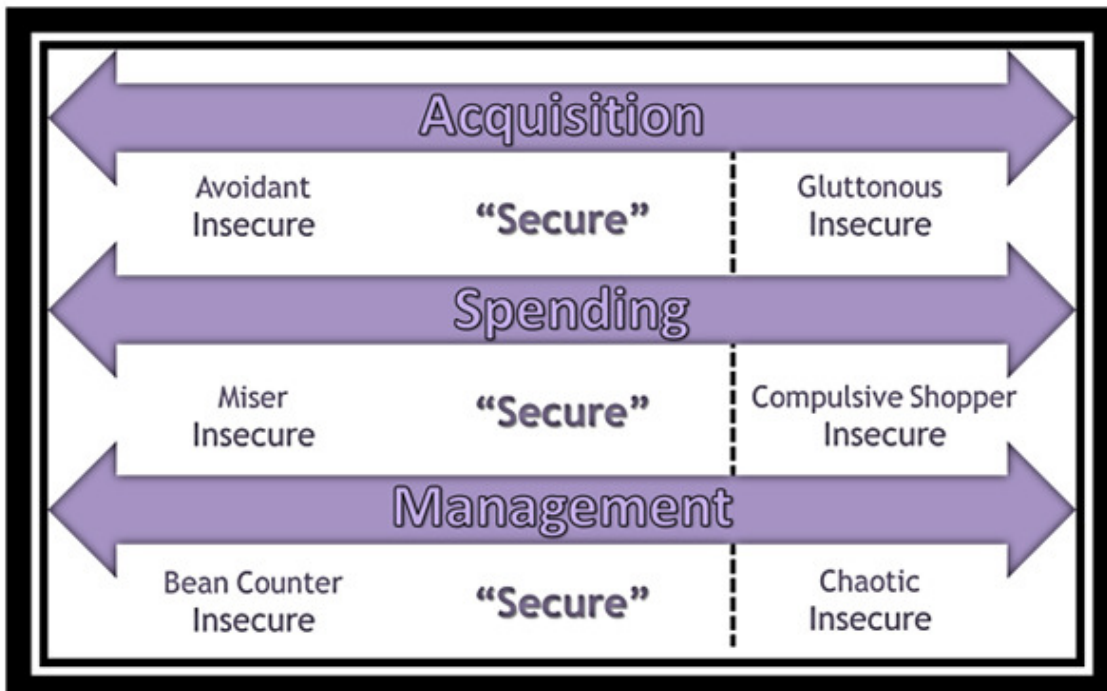 Acquisition
Avoidant
Insecure
“Secure”
Gluttonous
Insecure
Spending
Miser
Insecure
“Secure”
Compulsive Shopper
Insecure
Management
Bean Counter
Insecure
“Secure”
Chaotic
Insecure